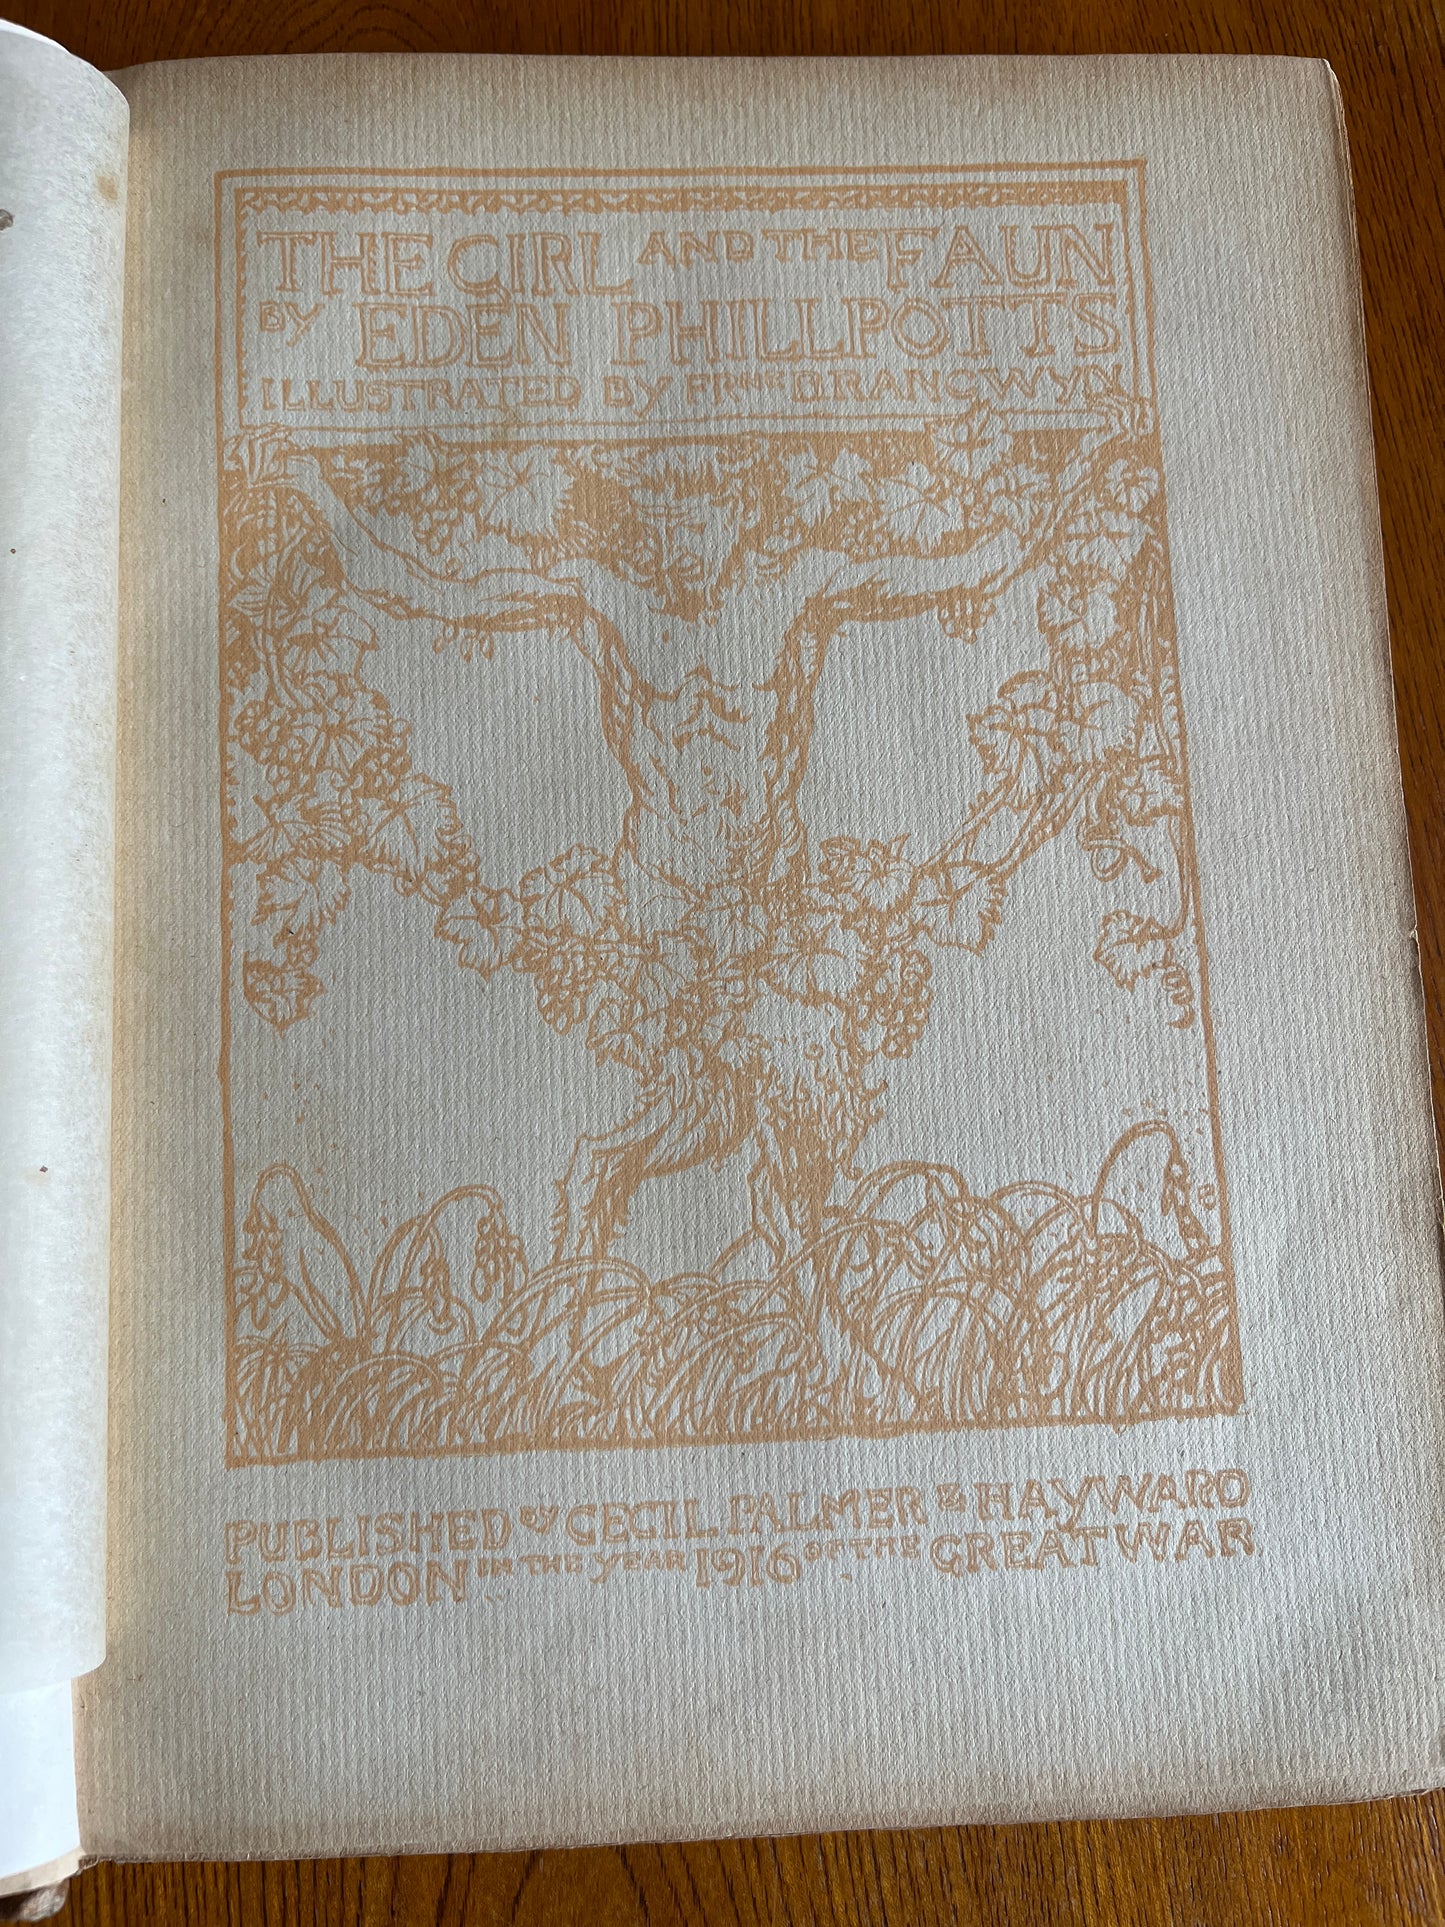 THE GIRL AND THE FAUN
BY EDEN PHILLPOTTS
ILLUSTRATED BY FRNK BRANGWYN
PUBLISHED BY CECIL PALMER & HAYWARD
LONDON IN THE YEAR 1916 OF THE GREAT WAR